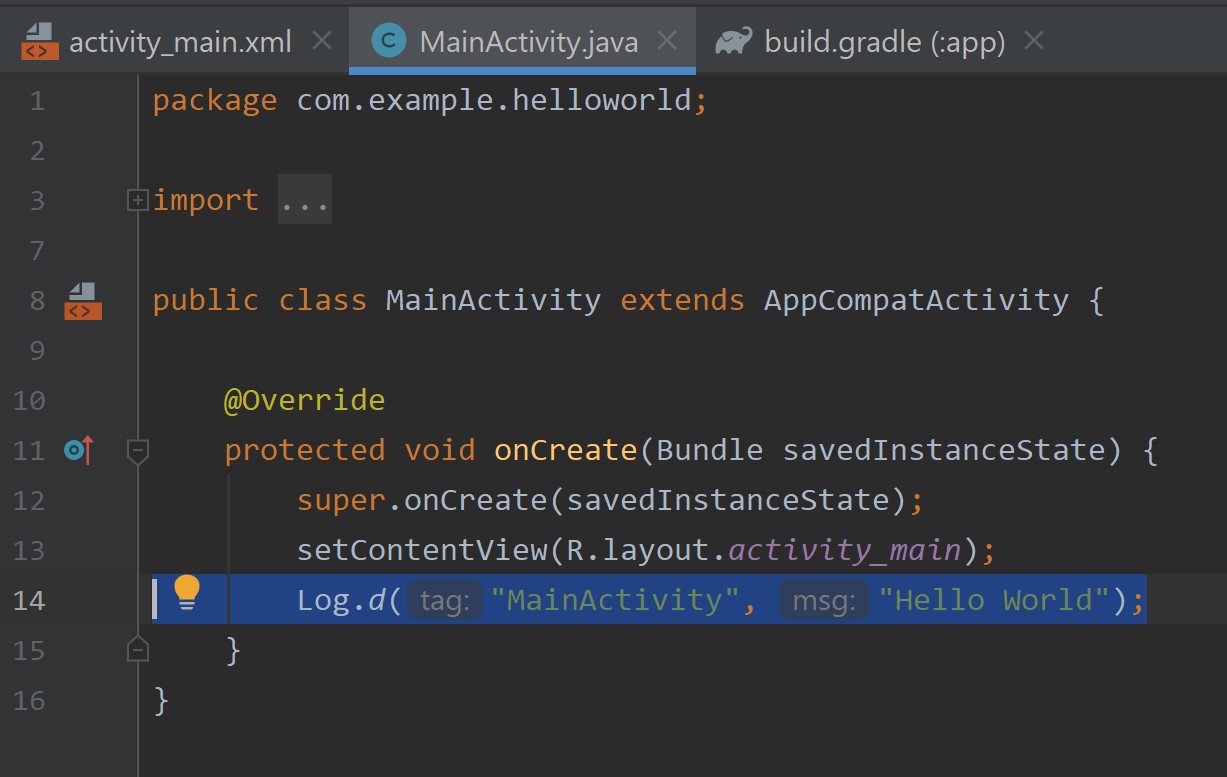 activity_main.xml MainActivity.java build.gradle (:app)
1 package com.example.helloworld;
2
3 import ...
7
8 public class MainActivity extends AppCompatActivity {
9
10 @Override
11 protected void onCreate(Bundle savedInstanceState) {
12 super.onCreate(savedInstanceState);
13 setContentView(R.layout.activity_main);
14 Log.d( tag: "MainActivity", msg: "Hello World");
15 }
16 }